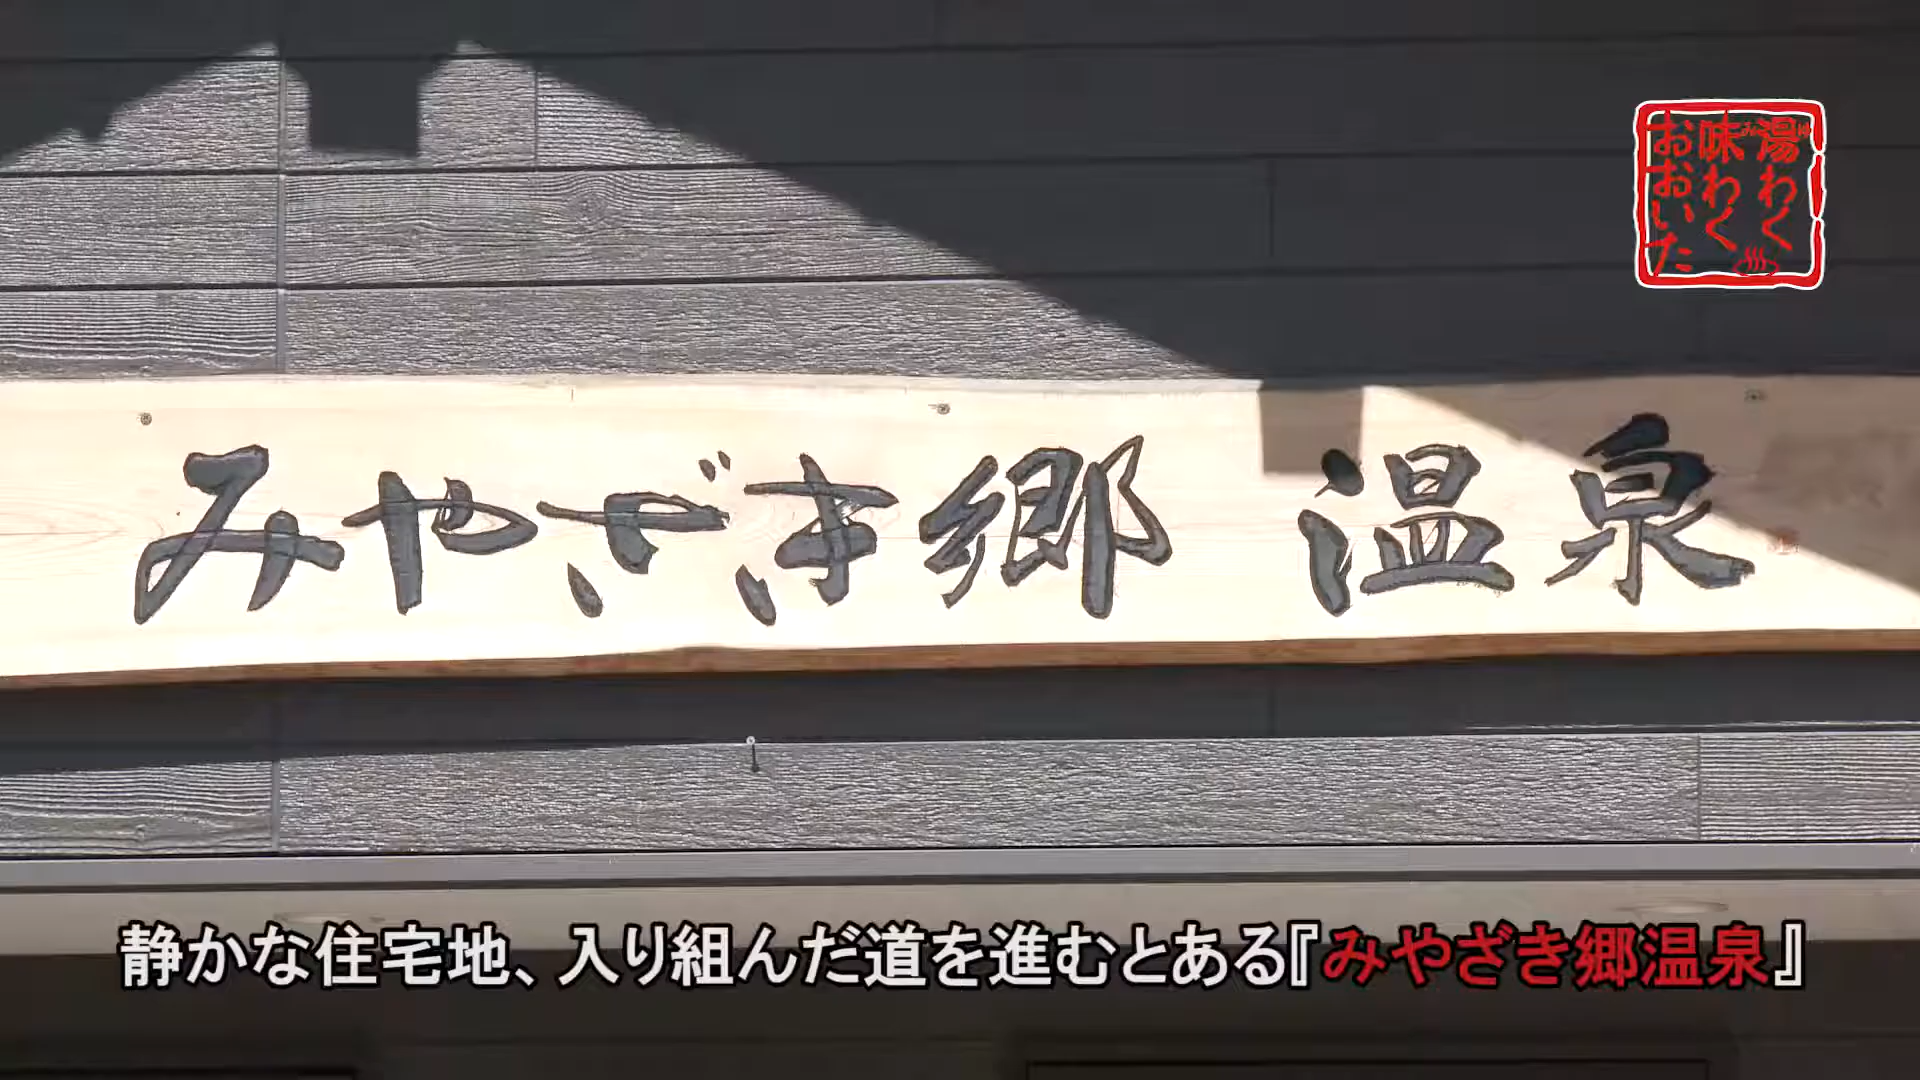 湯わく
味わく
おおいた
みやざき郷 温泉
静かな住宅地、入り組んだ道を進むとある『みやざき郷温泉』